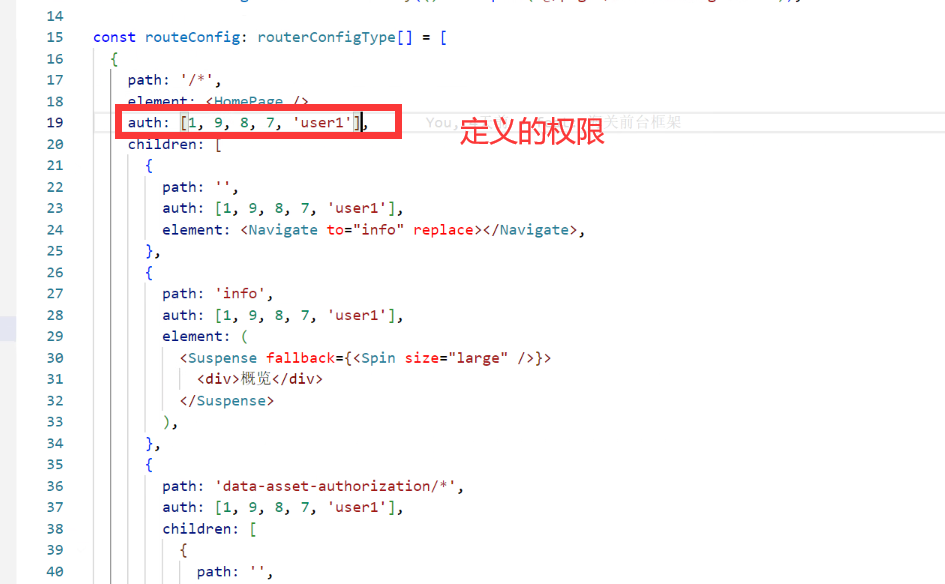 14
15 const routeConfig: routerConfigType[] = [
16 {
17 path: '/*',
18 element: <HomePage />
19 auth: [1, 9, 8, 7, 'user1'], You, 关前台框架
定义的权限
20 children: [
21 {
22 path: '',
23 auth: [1, 9, 8, 7, 'user1'],
24 element: <Navigate to="info" replace></Navigate>,
25 },
26 {
27 path: 'info',
28 auth: [1, 9, 8, 7, 'user1'],
29 element: (
30 <Suspense fallback={<Spin size="large" />}>
31 <div>概览</div>
32 </Suspense>
33 ),
34 },
35 {
36 path: 'data-asset-authorization/*',
37 auth: [1, 9, 8, 7, 'user1'],
38 children: [
39 {
40 path: '',